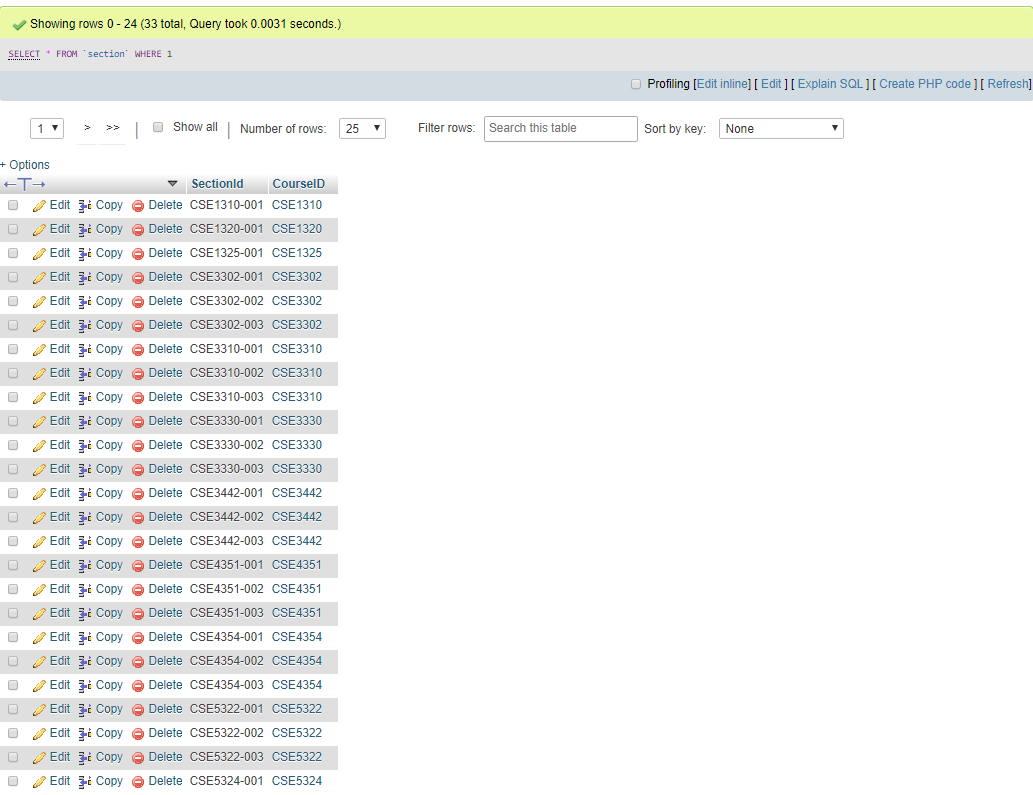 Showing rows 0 - 24 (33 total, Query took 0.0031 seconds.)
SELECT * FROM `section` WHERE 1
Profiling [Edit inline] [ Edit ] [ Explain SQL ] [ Create PHP code ] [ Refresh]
1 > >> | Show all | Number of rows: 25 Filter rows: Search this table Sort by key: None
+ Options
←T→ SectionId CourseID
Edit Copy Delete CSE1310-001 CSE1310
Edit Copy Delete CSE1320-001 CSE1320
Edit Copy Delete CSE1325-001 CSE1325
Edit Copy Delete CSE3302-001 CSE3302
Edit Copy Delete CSE3302-002 CSE3302
Edit Copy Delete CSE3302-003 CSE3302
Edit Copy Delete CSE3310-001 CSE3310
Edit Copy Delete CSE3310-002 CSE3310
Edit Copy Delete CSE3310-003 CSE3310
Edit Copy Delete CSE3330-001 CSE3330
Edit Copy Delete CSE3330-002 CSE3330
Edit Copy Delete CSE3330-003 CSE3330
Edit Copy Delete CSE3442-001 CSE3442
Edit Copy Delete CSE3442-002 CSE3442
Edit Copy Delete CSE3442-003 CSE3442
Edit Copy Delete CSE4351-001 CSE4351
Edit Copy Delete CSE4351-002 CSE4351
Edit Copy Delete CSE4351-003 CSE4351
Edit Copy Delete CSE4354-001 CSE4354
Edit Copy Delete CSE4354-002 CSE4354
Edit Copy Delete CSE4354-003 CSE4354
Edit Copy Delete CSE5322-001 CSE5322
Edit Copy Delete CSE5322-002 CSE5322
Edit Copy Delete CSE5322-003 CSE5322
Edit Copy Delete CSE5324-001 CSE5324